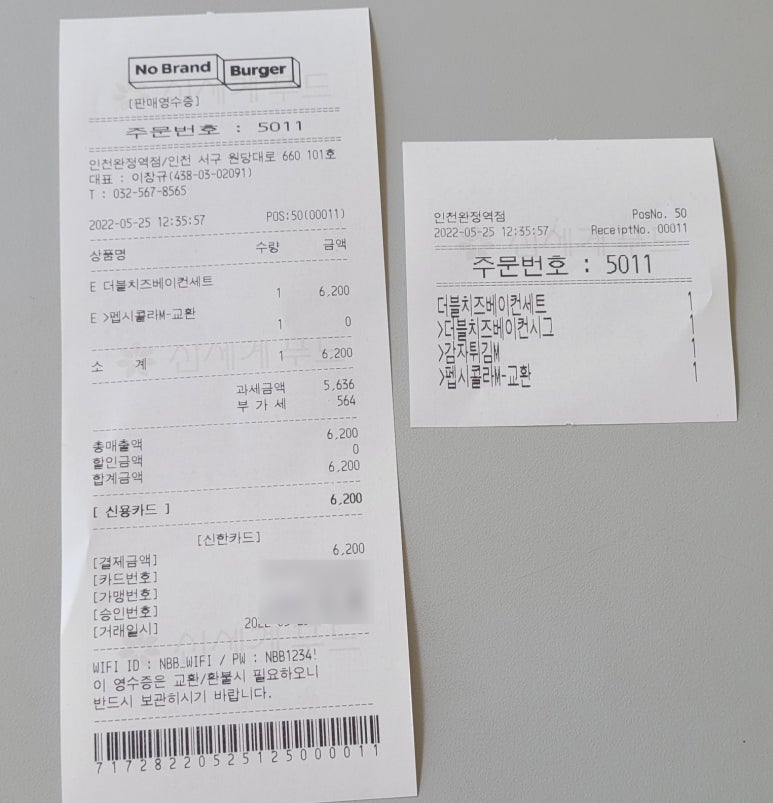 No Brand Burger
[판매영수증]
주문번호 : 5011
인천완정역점/인천 서구 원당대로 660 101호
대표 : 이창규(438-03-02091)
T : 032-567-8565
2022-05-25 12:35:57 POS:50(00011)
상품명 수량 금액
E 더블치즈베이컨세트
1 6,200
E >펩시콜라M-교환
1 0
소 계 1 6,200
과세금액 5,636
부 가 세 564
총매출액 6,200
할인금액 0
합계금액 6,200
[ 신용카드 ] 6,200
[신한카드]
[결제금액] 6,200
[카드번호]
[가맹번호]
[승인번호]
[거래일시]
WIFI ID : NBB_WIFI / PW : NBB1234!
이 영수증은 교환/환불시 필요하오니
반드시 보관히시기 바랍니다.
717282205251250000011
인천완정역점 PosNo. 50
2022-05-25 12:35:57 ReceiptNo. 00011
주문번호 : 5011
더블치즈베이컨세트 1
>더블치즈베이컨시그 1
>감자튀김M 1
>펩시콜라M-교환 1